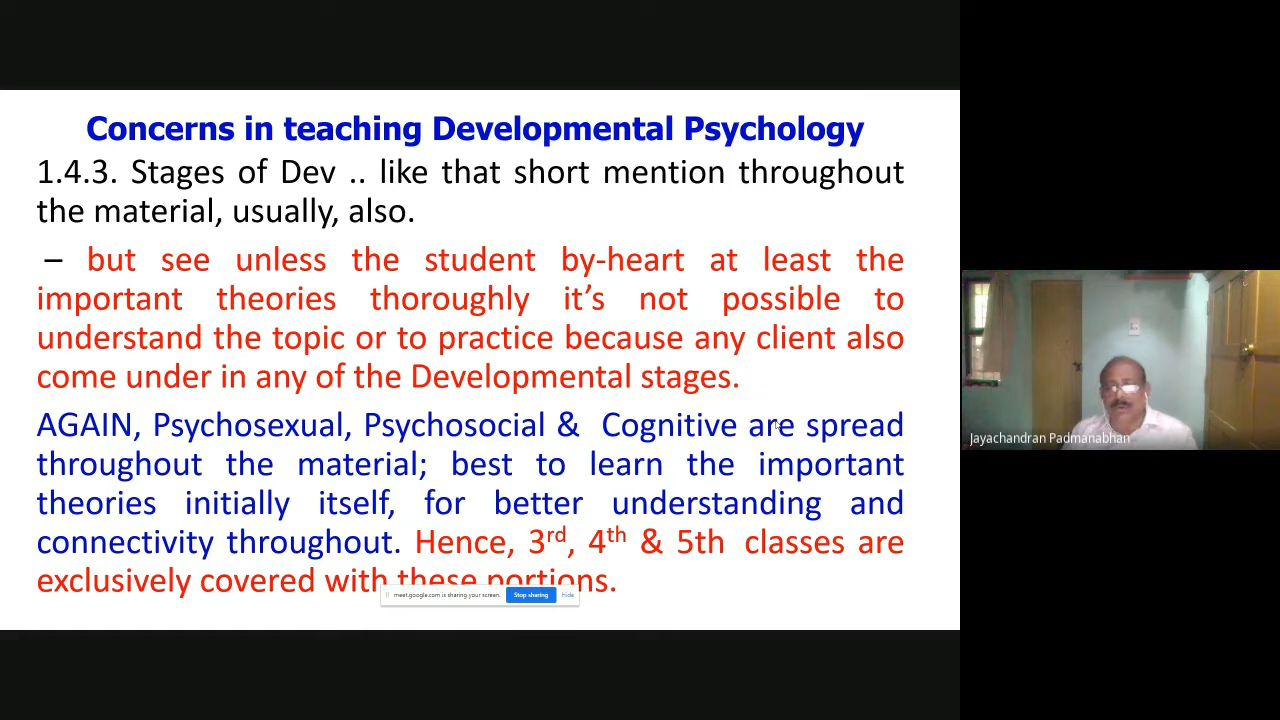 Concerns in teaching Developmental Psychology
1.4.3. Stages of Dev .. like that short mention throughout
the material, usually, also.
– but see unless the student by-heart at least the
important theories thoroughly it's not possible to
understand the topic or to practice because any client also
come under in any of the Developmental stages.
AGAIN, Psychosexual, Psychosocial & Cognitive are spread
throughout the material; best to learn the important
theories initially itself, for better understanding and
connectivity throughout. Hence, 3rd, 4th & 5th classes are
exclusively covered with these portions.
meet.google.com is sharing your screen. Stop sharing Hide
Jayachandran Padmanabhan